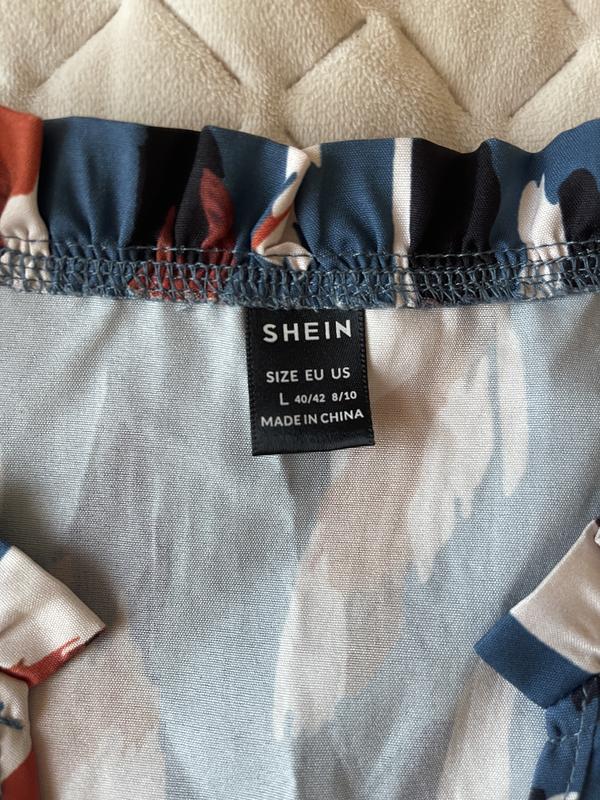 SHEIN
SIZE EU US
L 40/42 8/10
MADE IN CHINA